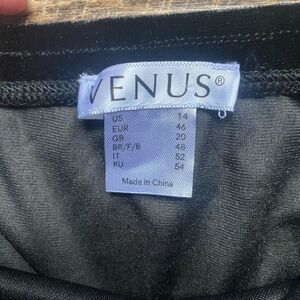 VENUS®
US 14
EUR 46
GB 20
BR/F/B 48
IT 52
RU 54
Made in China